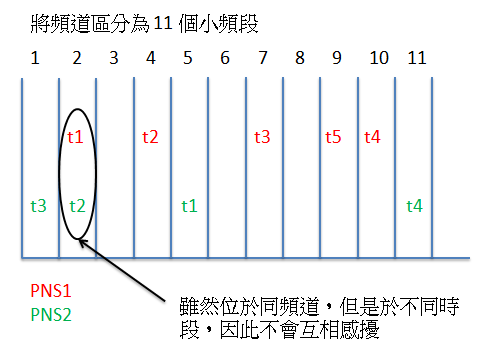 將頻道區分為11個小頻段
1 2 3 4 5 6 7 8 9 10 11
t1 t2 t3 t5 t4
t3 t2 t1 t4
PNS1
PNS2
雖然位於同頻道，但是於不同時
段，因此不會互相感擾